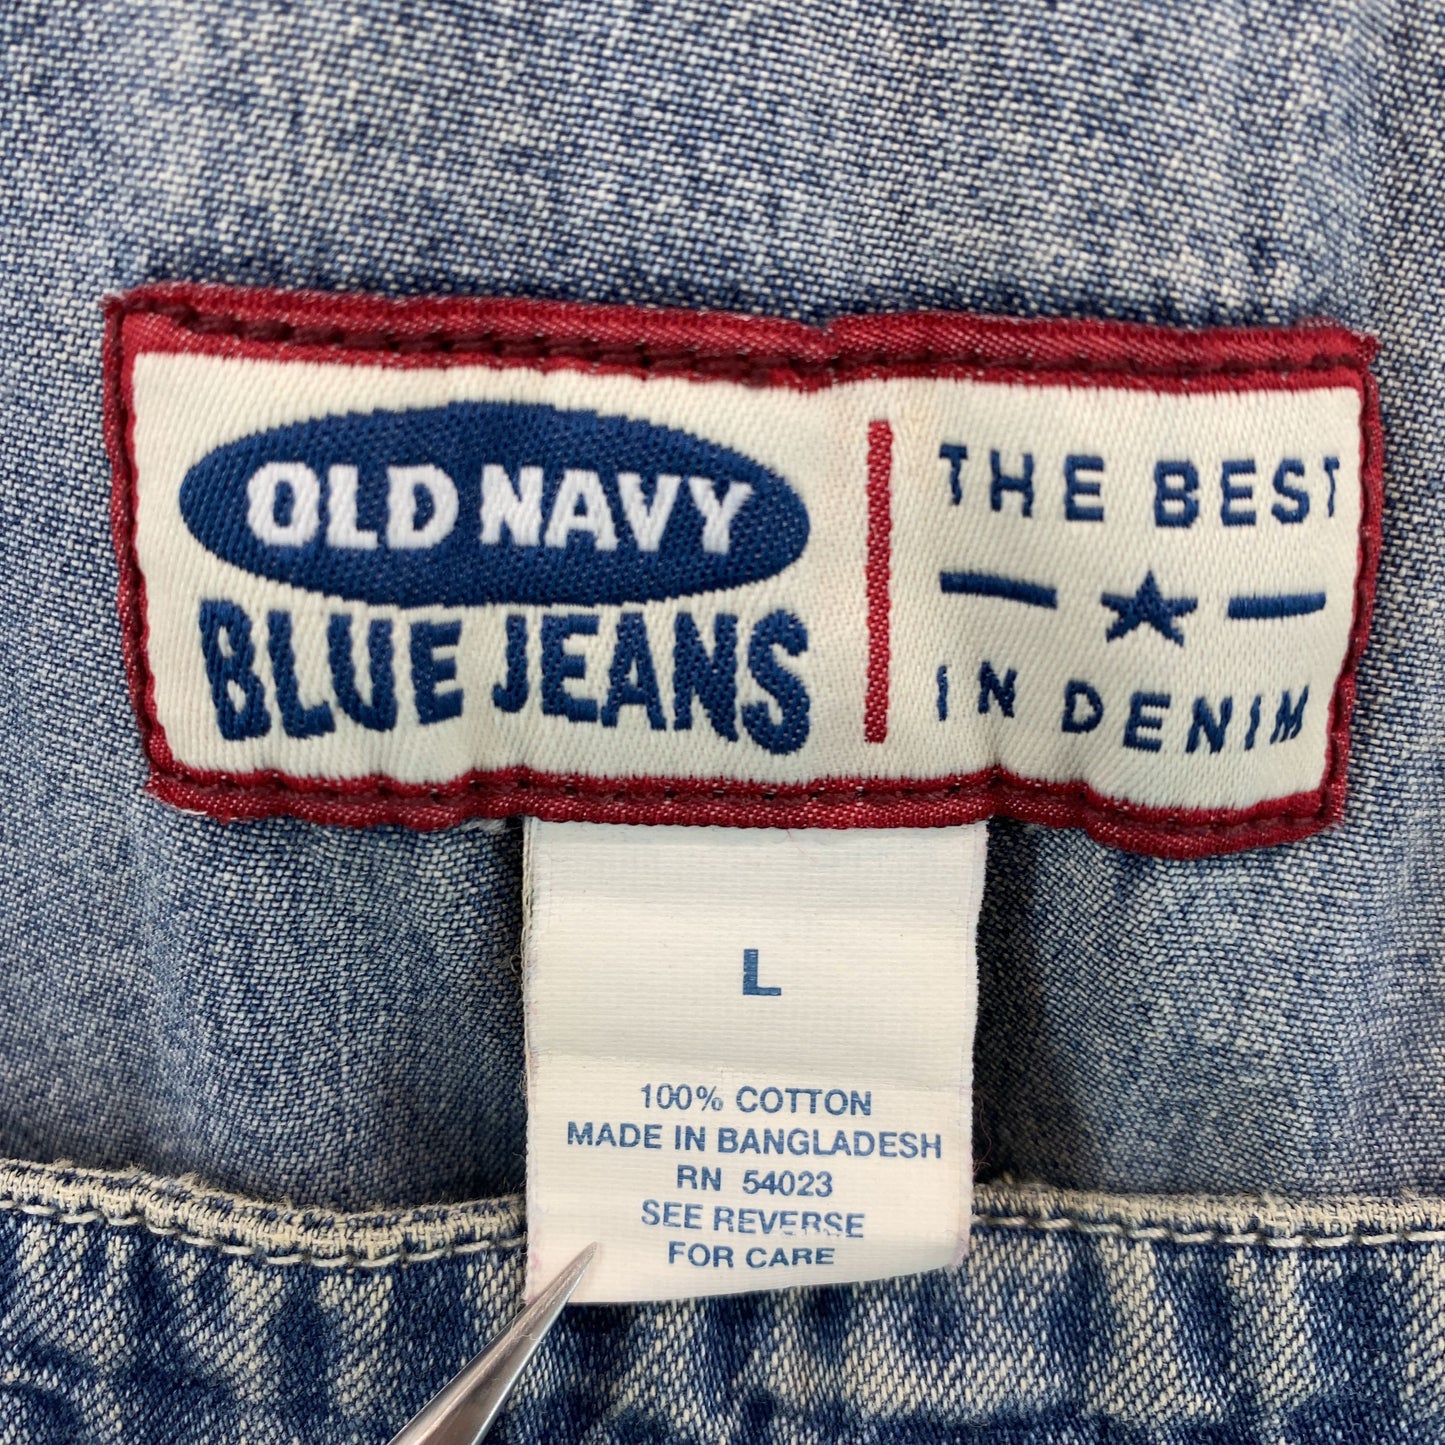 OLD NAVY
BLUE JEANS
THE BEST
IN DENIM
L
100% COTTON
MADE IN BANGLADESH
RN 54023
SEE REVERSE
FOR CARE